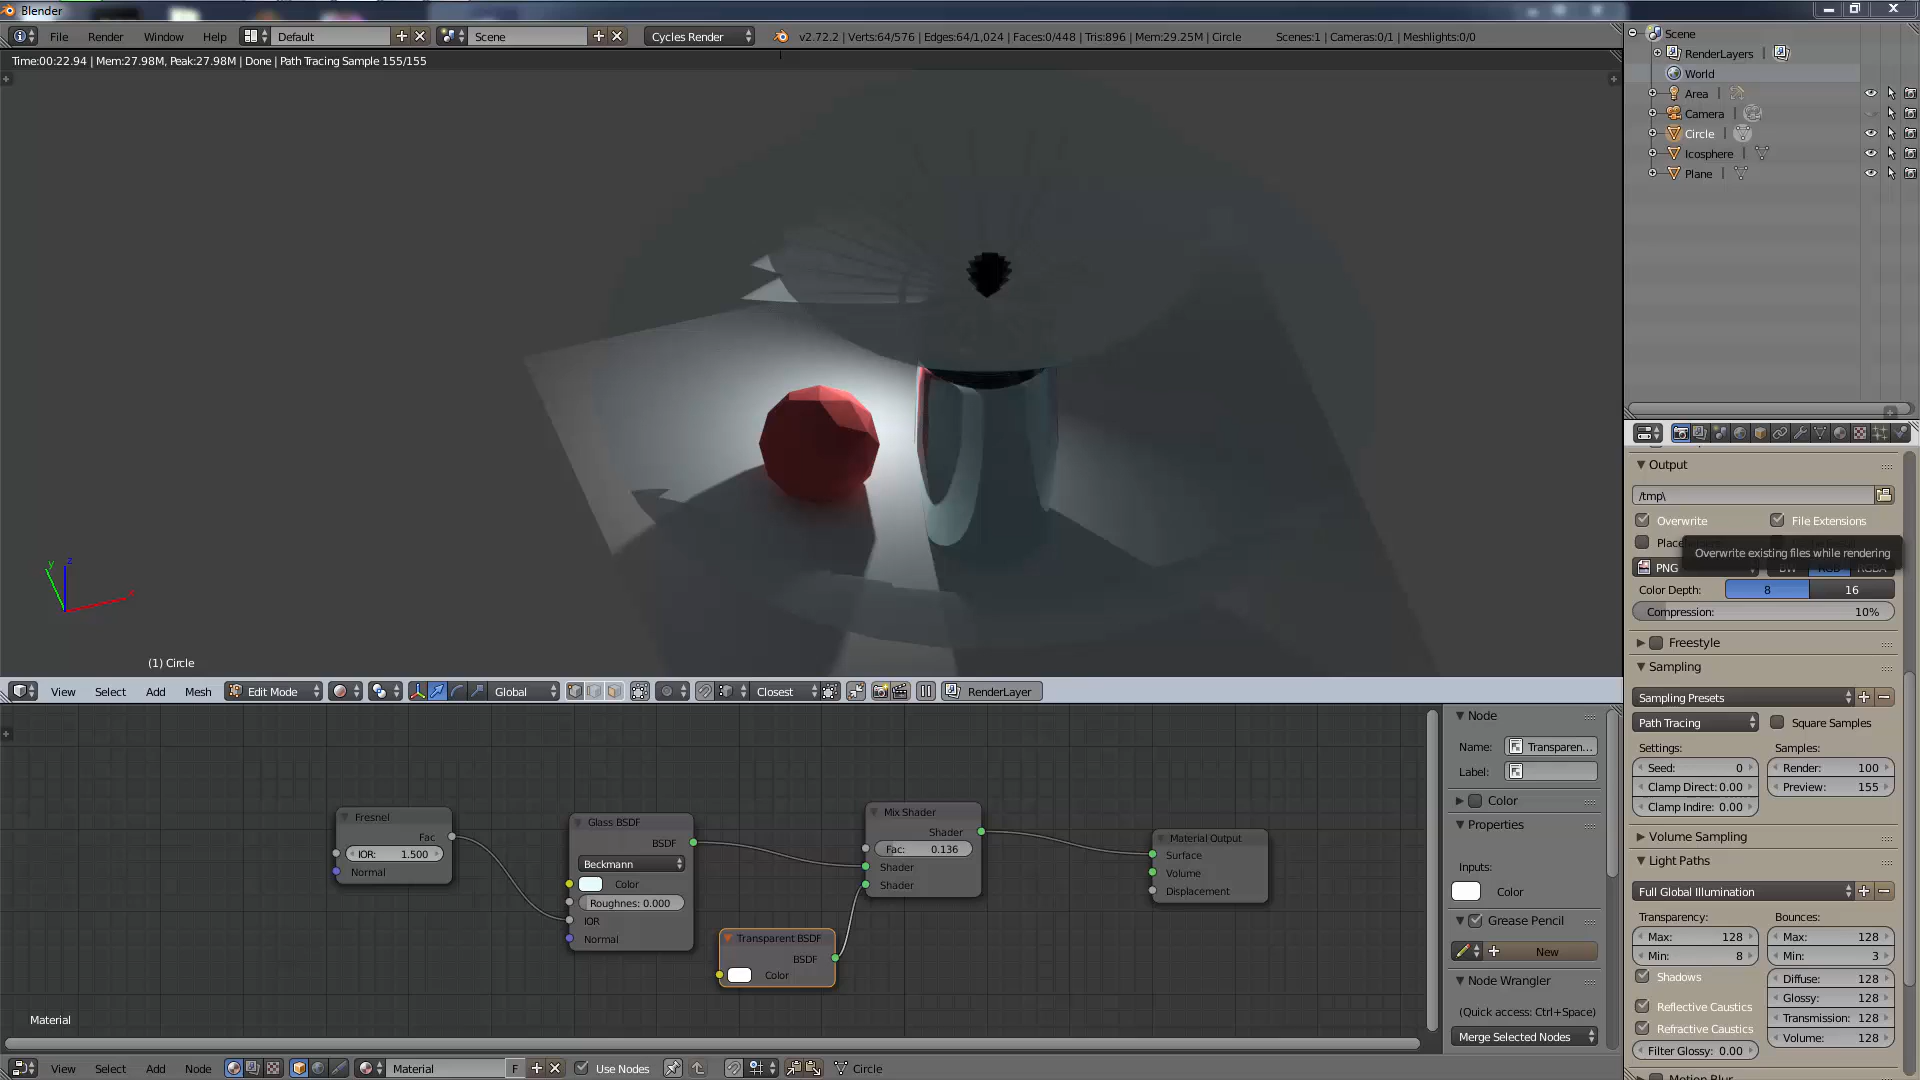 Blender
File Render Window Help Default Scene Cycles Render v2.72.2 | Verts:64/576 | Edges:64/1,024 | Faces:0/448 | Tris:896 | Mem:29.25M | Circle Scenes:1 | Cameras:0/1 | Meshlights:0/0
Time:00:22.94 | Mem:27.98M, Peak:27.98M | Done | Path Tracing Sample 155/155
Scene
RenderLayers |
World
Area |
Camera |
Circle |
Icosphere |
Plane |
y z x
(1) Circle
View Select Add Mesh Edit Mode Global Closest RenderLayer
Output
/tmp\
Overwrite File Extensions
Overwrite existing files while rendering
PNG BW RGB RGBA
Color Depth: 8 16
Compression: 10%
Freestyle
Sampling
Sampling Presets
Path Tracing Square Samples
Settings: Samples:
Seed: 0 Render: 100
Clamp Direct: 0.00 Preview: 155
Clamp Indire: 0.00
Volume Sampling
Light Paths
Full Global Illumination
Transparency: Bounces:
Max: 128 Max: 128
Min: 8 Min: 3
Shadows Diffuse: 128
Glossy: 128
Reflective Caustics Transmission: 128
Refractive Caustics Volume: 128
Filter Glossy: 0.00
Motion Blur
Fresnel
Fac
IOR: 1.500
Normal
Glass BSDF
BSDF
Beckmann
Color
Roughnes: 0.000
IOR
Normal
Transparent BSDF
BSDF
Color
Mix Shader
Shader
Fac: 0.136
Shader
Shader
Material Output
Surface
Volume
Displacement
Material
Node
Name: Transparen...
Label:
Color
Properties
Inputs:
Color
Grease Pencil
New
Node Wrangler
(Quick access: Ctrl+Space)
Merge Selected Nodes
View Select Add Node Material F Use Nodes Circle